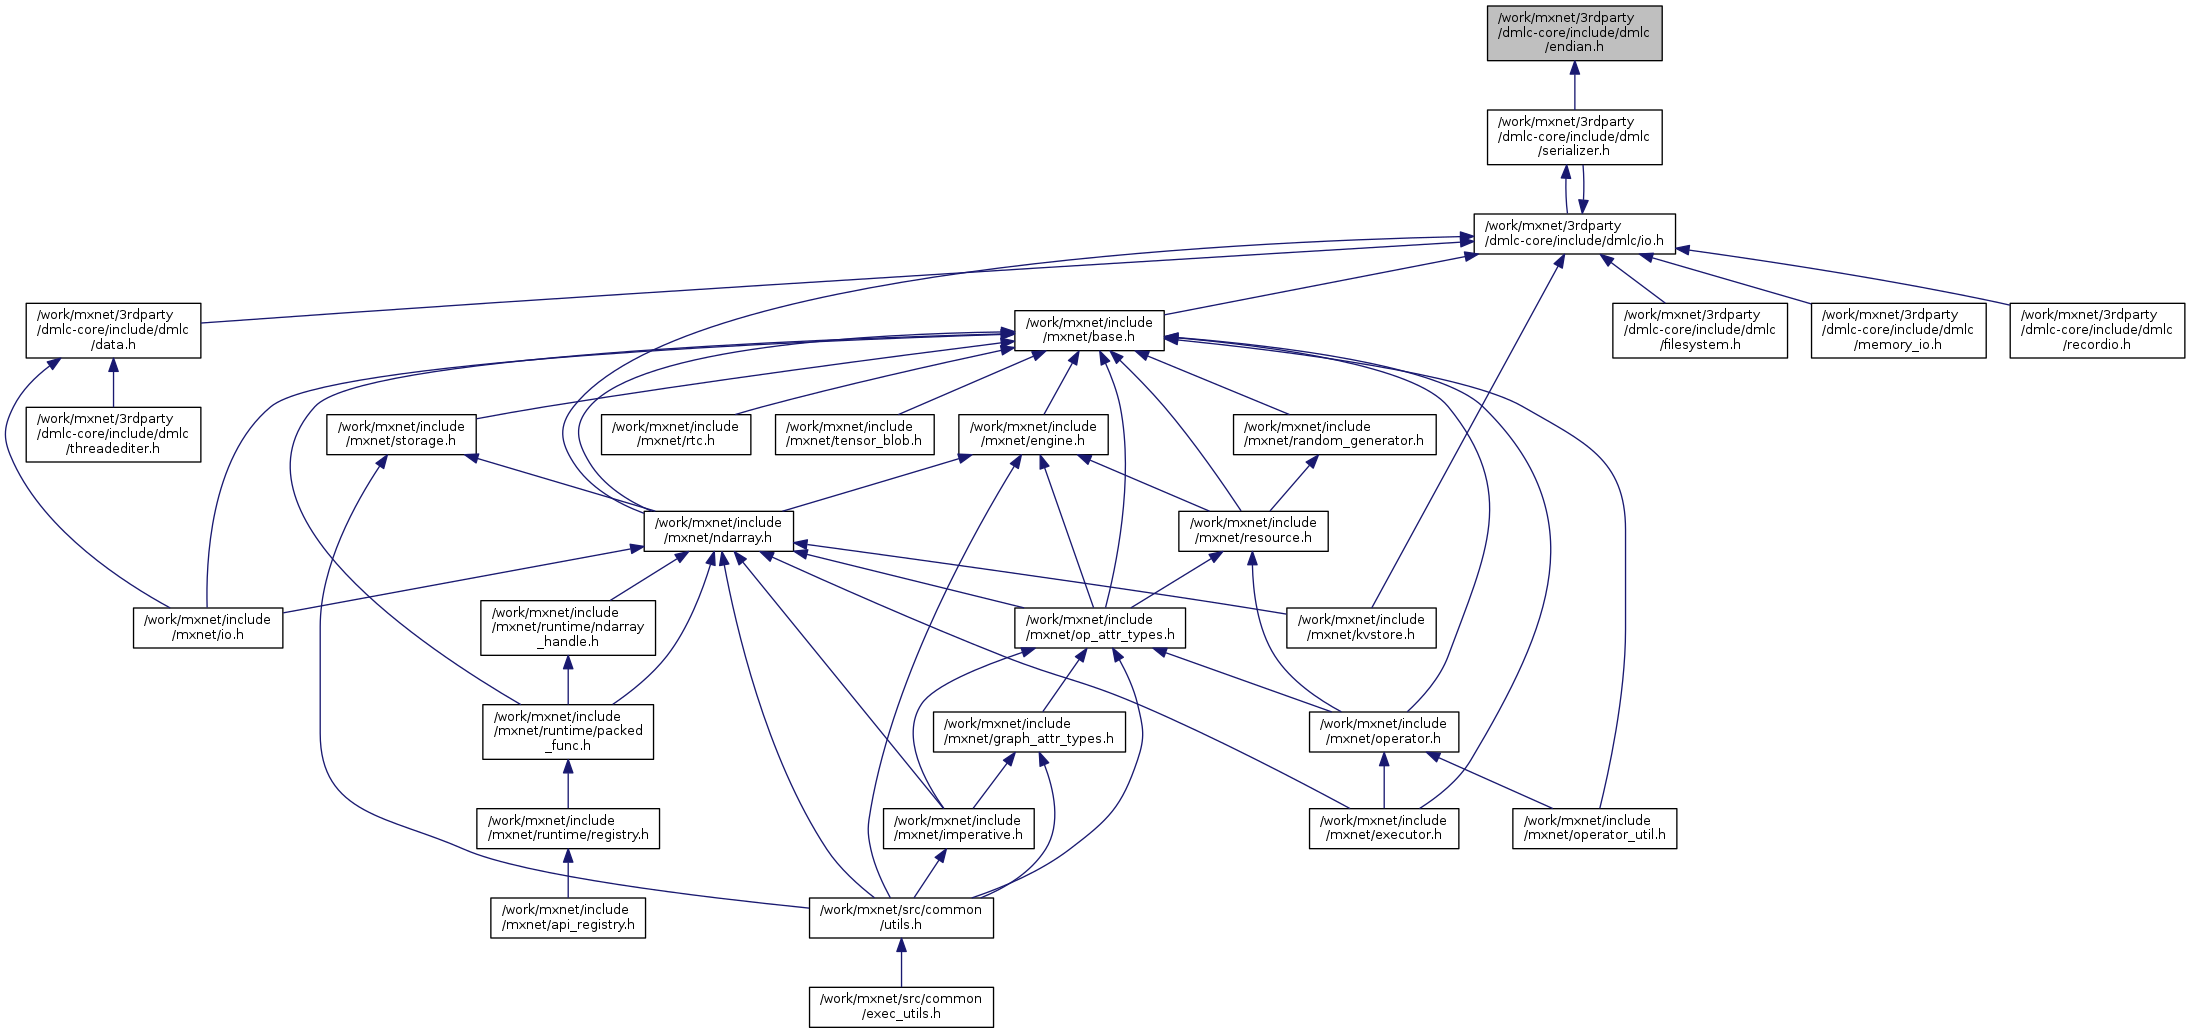 /work/mxnet/3rdparty
/dmlc-core/include/dmlc
/endian.h
/work/mxnet/3rdparty
/dmlc-core/include/dmlc
/serializer.h
/work/mxnet/3rdparty
/dmlc-core/include/dmlc/io.h
/work/mxnet/3rdparty
/dmlc-core/include/dmlc
/data.h
/work/mxnet/include
/mxnet/base.h
/work/mxnet/3rdparty
/dmlc-core/include/dmlc
/filesystem.h
/work/mxnet/3rdparty
/dmlc-core/include/dmlc
/memory_io.h
/work/mxnet/3rdparty
/dmlc-core/include/dmlc
/recordio.h
/work/mxnet/3rdparty
/dmlc-core/include/dmlc
/threadediter.h
/work/mxnet/include
/mxnet/storage.h
/work/mxnet/include
/mxnet/rtc.h
/work/mxnet/include
/mxnet/tensor_blob.h
/work/mxnet/include
/mxnet/engine.h
/work/mxnet/include
/mxnet/random_generator.h
/work/mxnet/include
/mxnet/ndarray.h
/work/mxnet/include
/mxnet/resource.h
/work/mxnet/include
/mxnet/io.h
/work/mxnet/include
/mxnet/runtime/ndarray
_handle.h
/work/mxnet/include
/mxnet/op_attr_types.h
/work/mxnet/include
/mxnet/kvstore.h
/work/mxnet/include
/mxnet/runtime/packed
_func.h
/work/mxnet/include
/mxnet/graph_attr_types.h
/work/mxnet/include
/mxnet/operator.h
/work/mxnet/include
/mxnet/runtime/registry.h
/work/mxnet/include
/mxnet/imperative.h
/work/mxnet/include
/mxnet/executor.h
/work/mxnet/include
/mxnet/operator_util.h
/work/mxnet/include
/mxnet/api_registry.h
/work/mxnet/src/common
/utils.h
/work/mxnet/src/common
/exec_utils.h